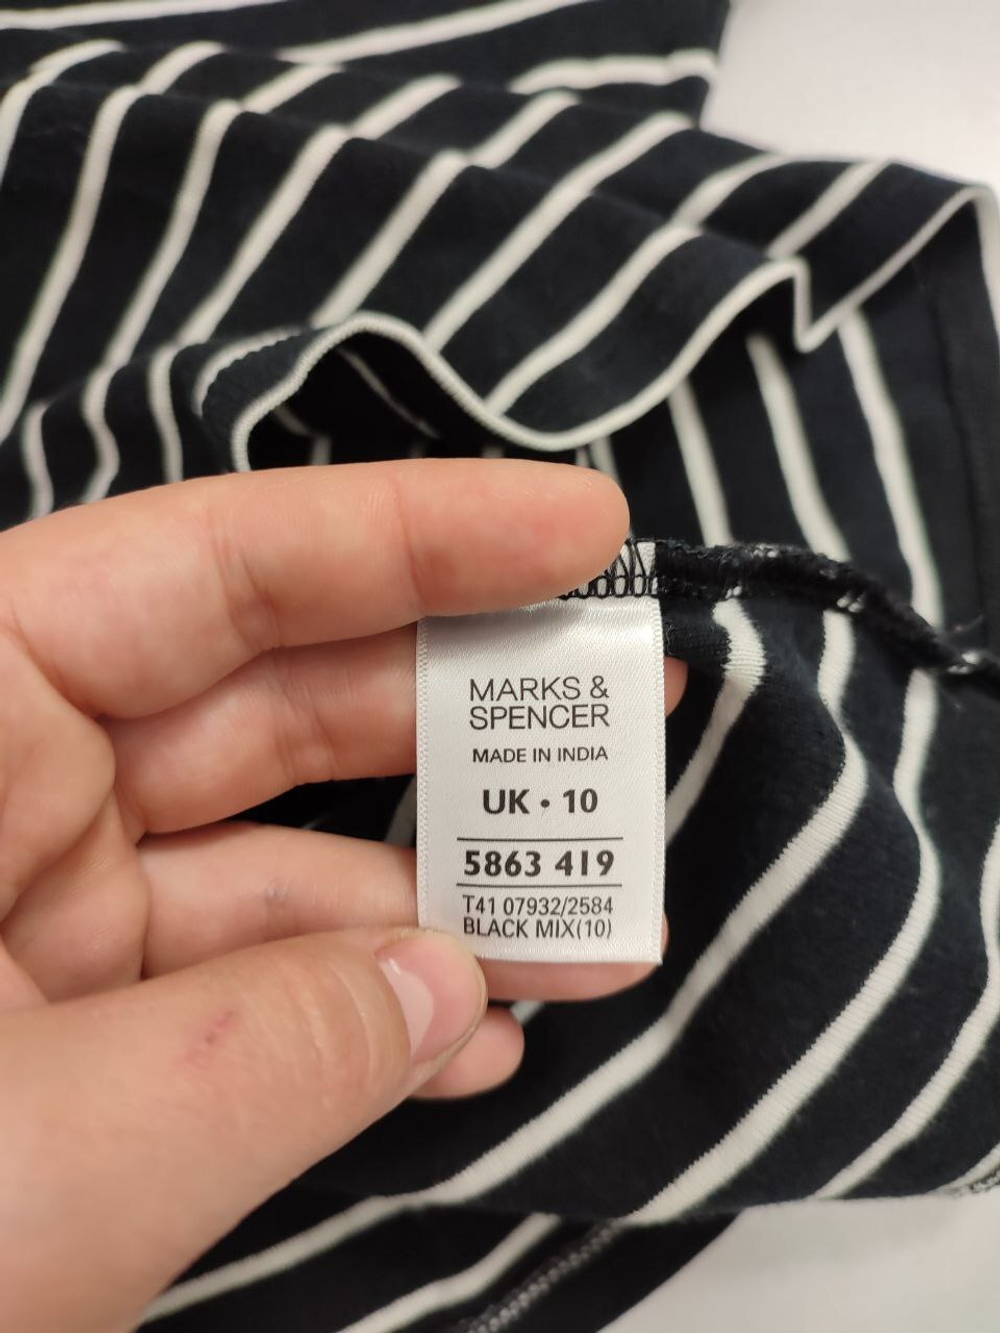 MARKS &
SPENCER
MADE IN INDIA
UK • 10
5863 419
T41 07932/2584
BLACK MIX(10)